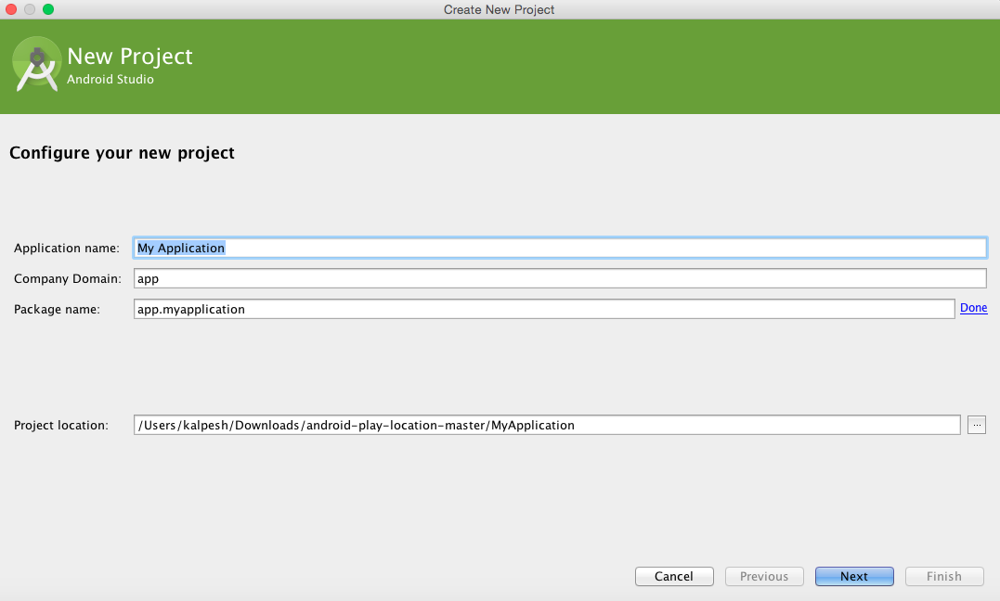 Create New Project
New Project
Android Studio
Configure your new project
Application name: My Application
Company Domain: app
Package name: app.myapplication Done
Project location: /Users/kalpesh/Downloads/android-play-location-master/MyApplication ...
Cancel Previous Next Finish